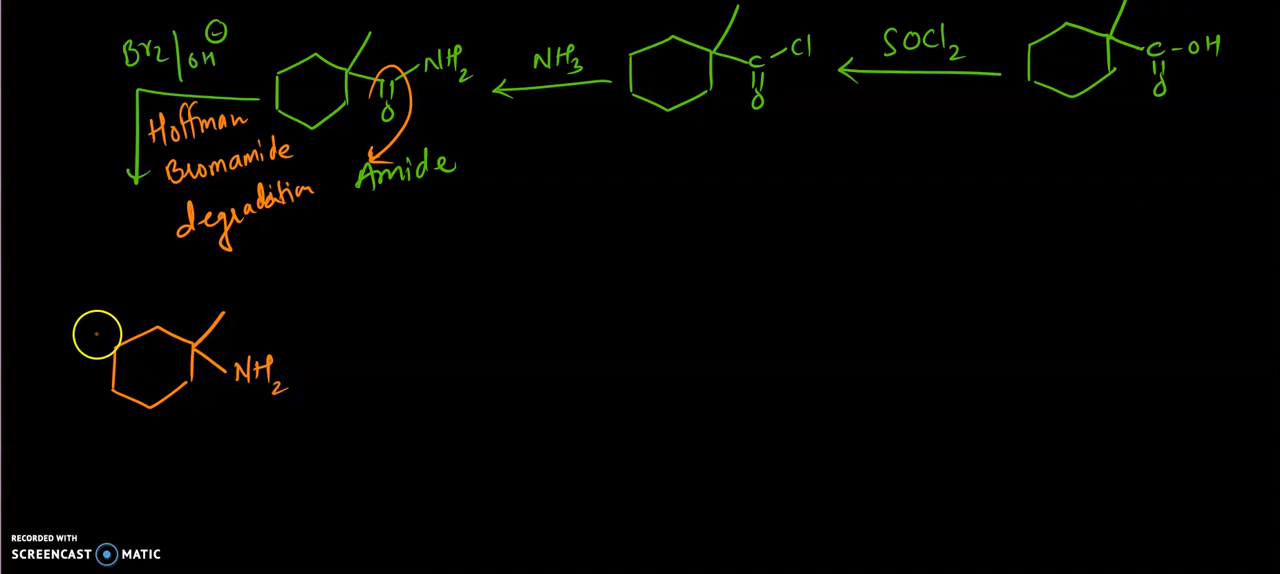 Br2/OH⊖
NH2
O
NH3
Cl
C
O
SOCl2
C-OH
O
Hoffman
Bromamide
degradation
Amide
NH2
RECORDED WITH
SCREENCAST MATIC